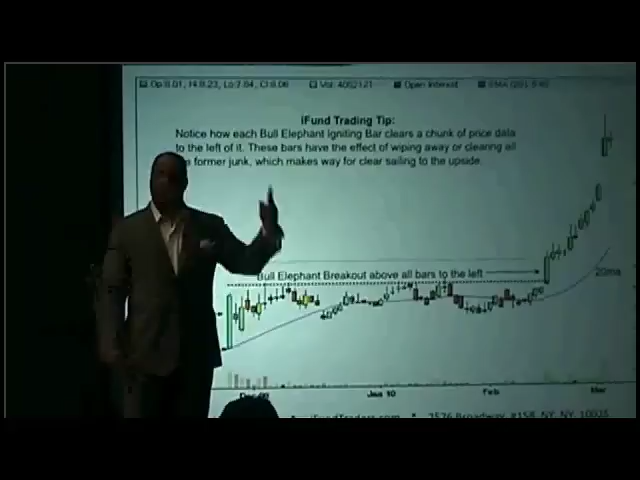 Op:8.01, Hi:8.23, Lo:7.84, Cl:8.06 Vol: 4052121 Open Interest
iFund Trading Tip:
Notice how each Bull Elephant Igniting Bar clears a chunk of price data
to the left of it. These bars have the effect of wiping away or clearing all
former junk, which makes way for clear sailing to the upside.
Bull Elephant Breakout above all bars to the left
20ma
Jan 10 Feb Mar
iFundTraders.com * 2576 Broadway, #158, NY, NY, 10025